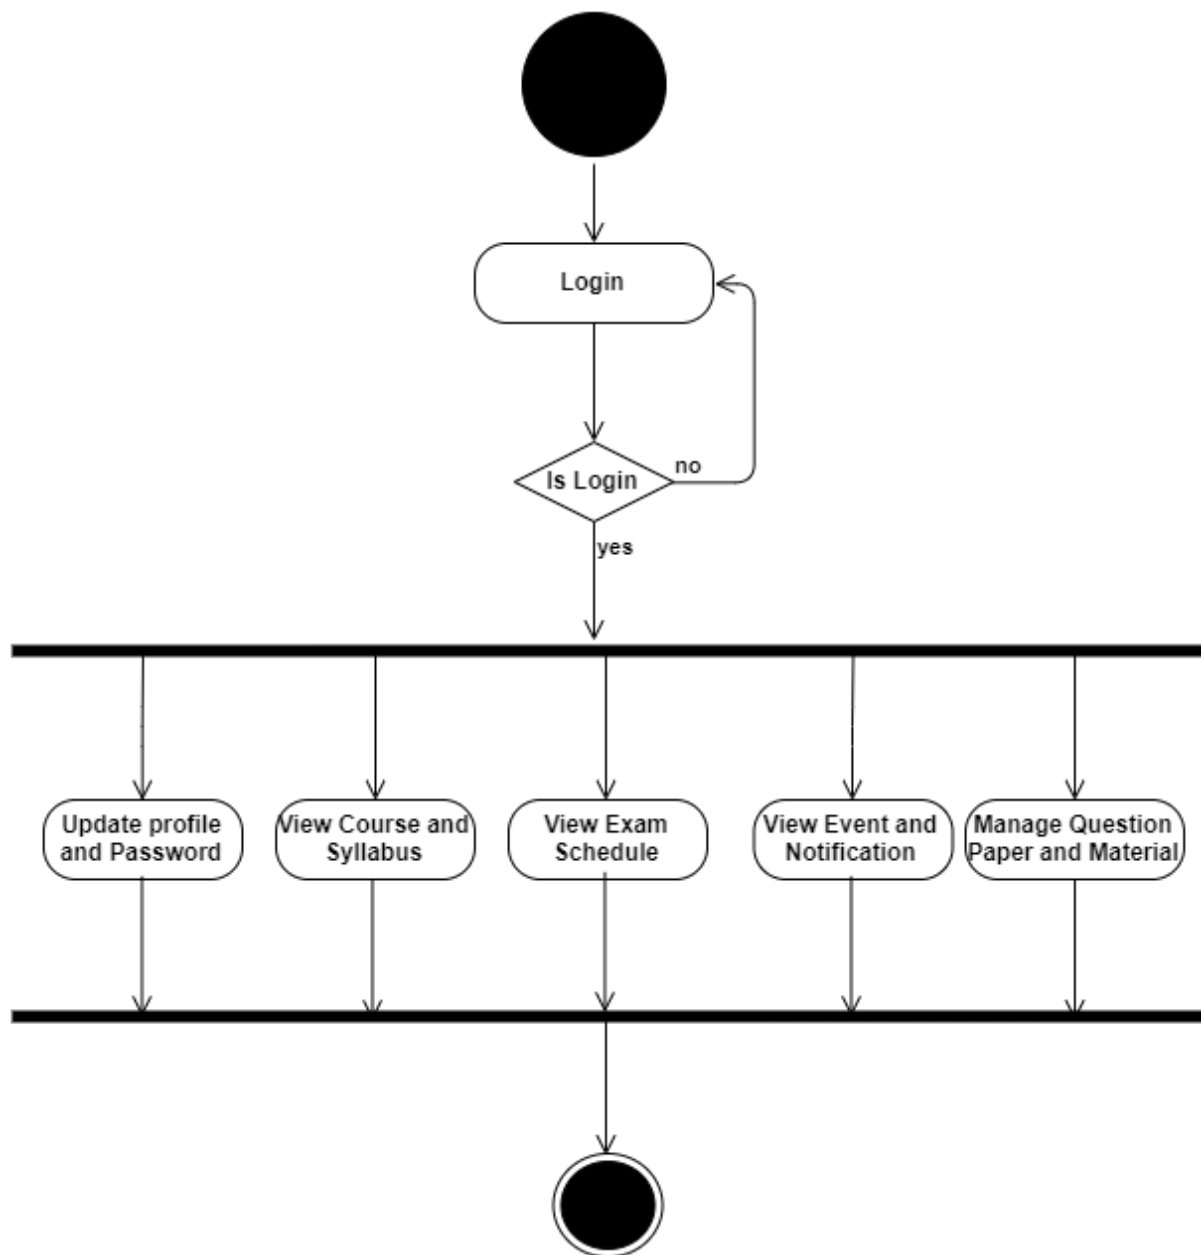 Login
Is Login
no
yes
Update profile
and Password
View Course and
Syllabus
View Exam
Schedule
View Event and
Notification
Manage Question
Paper and Material